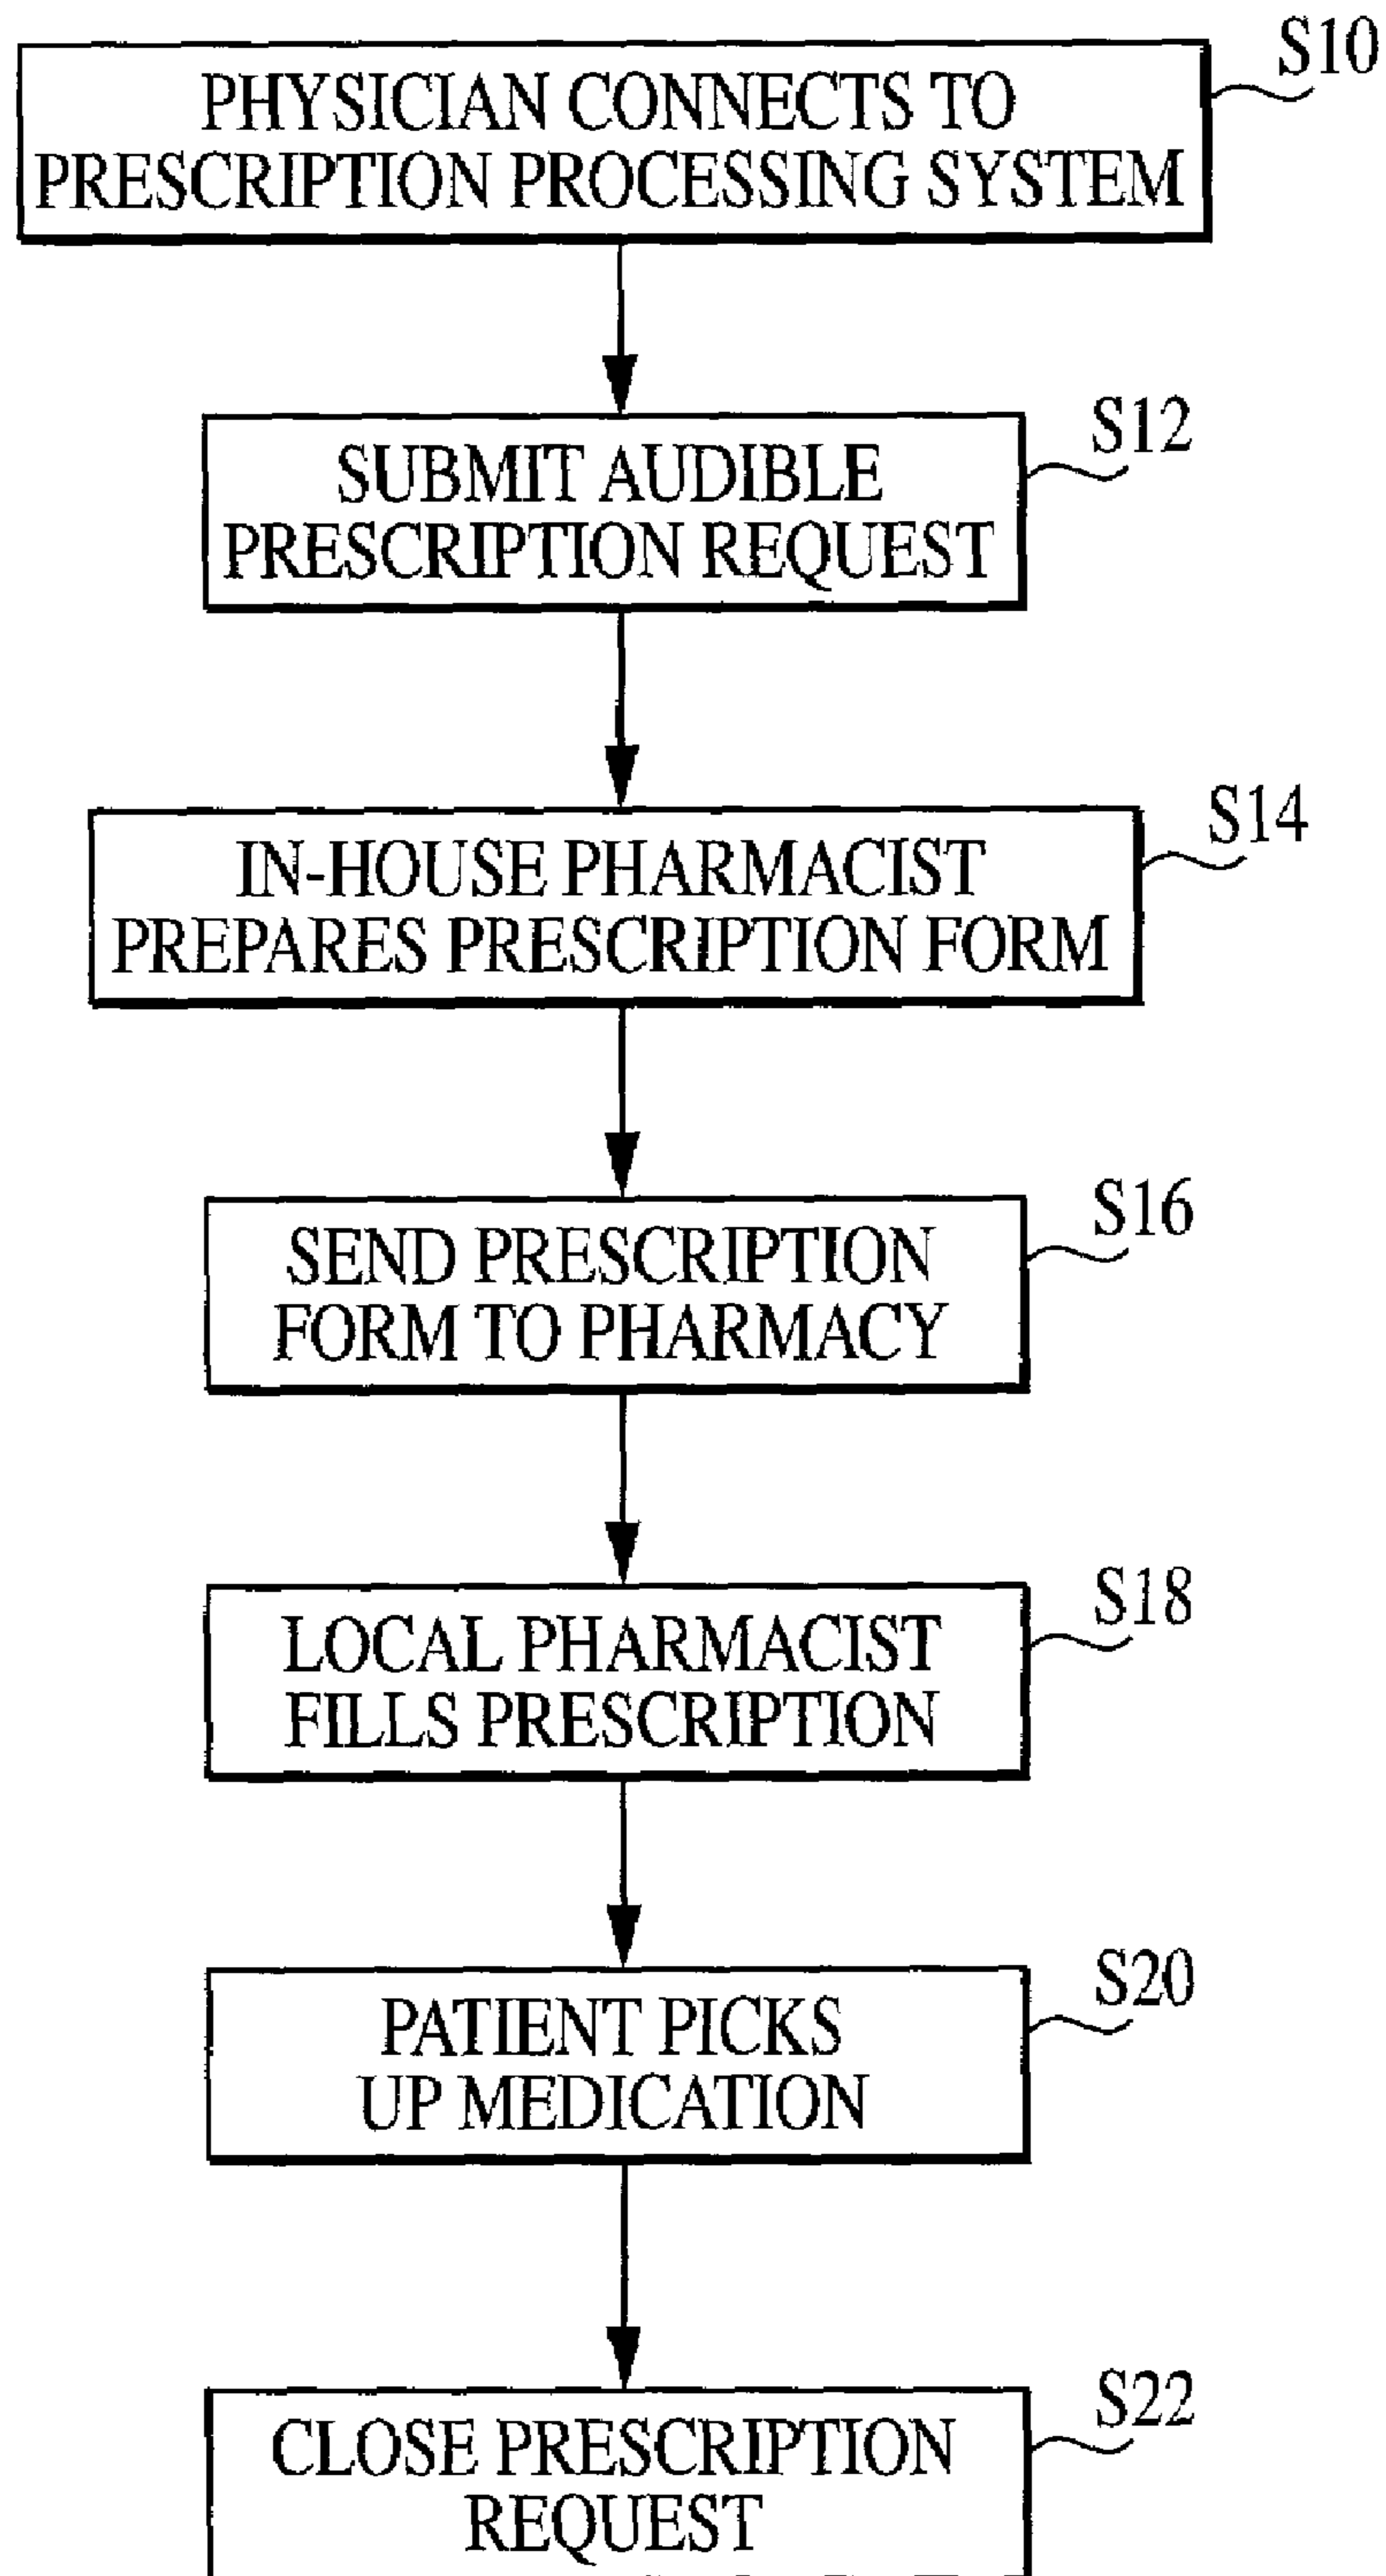 S10
PHYSICIAN CONNECTS TO
PRESCRIPTION PROCESSING SYSTEM
S12
SUBMIT AUDIBLE
PRESCRIPTION REQUEST
S14
IN-HOUSE PHARMACIST
PREPARES PRESCRIPTION FORM
S16
SEND PRESCRIPTION
FORM TO PHARMACY
S18
LOCAL PHARMACIST
FILLS PRESCRIPTION
S20
PATIENT PICKS
UP MEDICATION
S22
CLOSE PRESCRIPTION
REQUEST